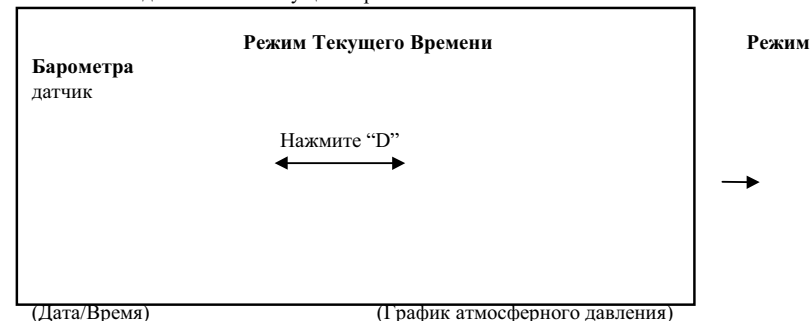 Режим Текущего Времени Режим
Барометра
датчик
Нажмите “D”
(Дата/Время) (График атмосферного давления)